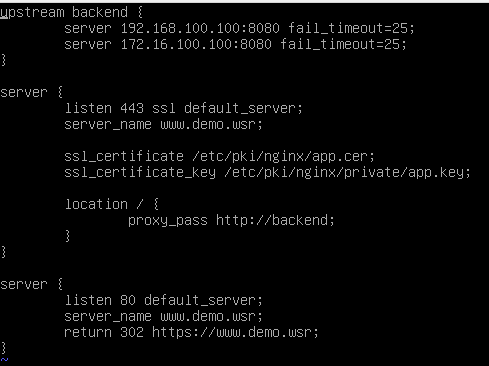 upstream backend {
        server 192.168.100.100:8080 fail_timeout=25;
        server 172.16.100.100:8080 fail_timeout=25;
}

server {
        listen 443 ssl default_server;
        server_name www.demo.wsr;

        ssl_certificate /etc/pki/nginx/app.cer;
        ssl_certificate_key /etc/pki/nginx/private/app.key;

        location / {
                proxy_pass http://backend;
        }
}

server {
        listen 80 default_server;
        server_name www.demo.wsr;
        return 302 https://www.demo.wsr;
}
~